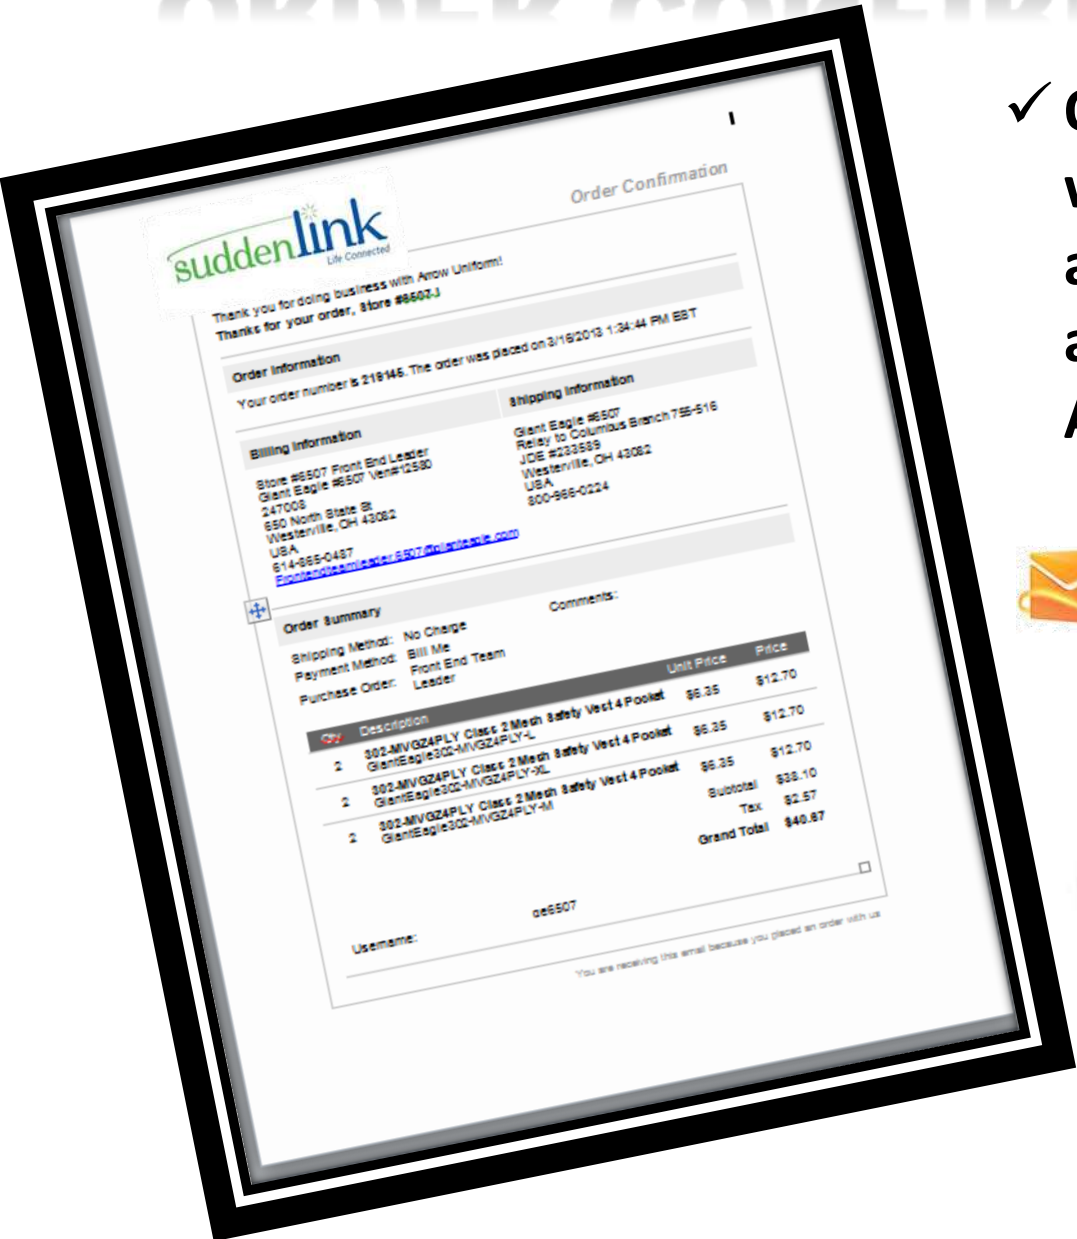 suddenlink
Life Connected
Order Confirmation
Thank you for doing business with Arrow Uniform!
Thanks for your order, Store #6507 !
Order Information
Your order number is 219145. The order was placed on 3/16/2013 1:34:44 PM EST
Billing Information
Shipping Information
Store #6507 Front End Leader
Giant Eagle #6507 Ven#12580
247008
650 North State St
Westerville, OH 43082
USA
614-865-0487
Giant Eagle #6507
Relay to Columbus Branch 755-516
JDE #233589
Westerville, OH 43082
USA
800-966-0224
Order Summary
Shipping Method: No Charge
Payment Method: Bill Me
Purchase Order: Front End Team
Leader
Comments:
Qty Description Unit Price Price
2 302-MVGZ4PLY Class 2 Mesh Safety Vest 4 Pocket $6.35 $12.70
GiantEagle302-MVGZ4PLY-L
2 302-MVGZ4PLY Class 2 Mesh Safety Vest 4 Pocket $6.35 $12.70
GiantEagle302-MVGZ4PLY-XL
2 302-MVGZ4PLY Class 2 Mesh Safety Vest 4 Pocket $6.35 $12.70
GiantEagle302-MVGZ4PLY-M
Subtotal $38.10
Tax $2.57
Grand Total $40.67
Username: ge6507
You are receiving this email because you placed an order with us